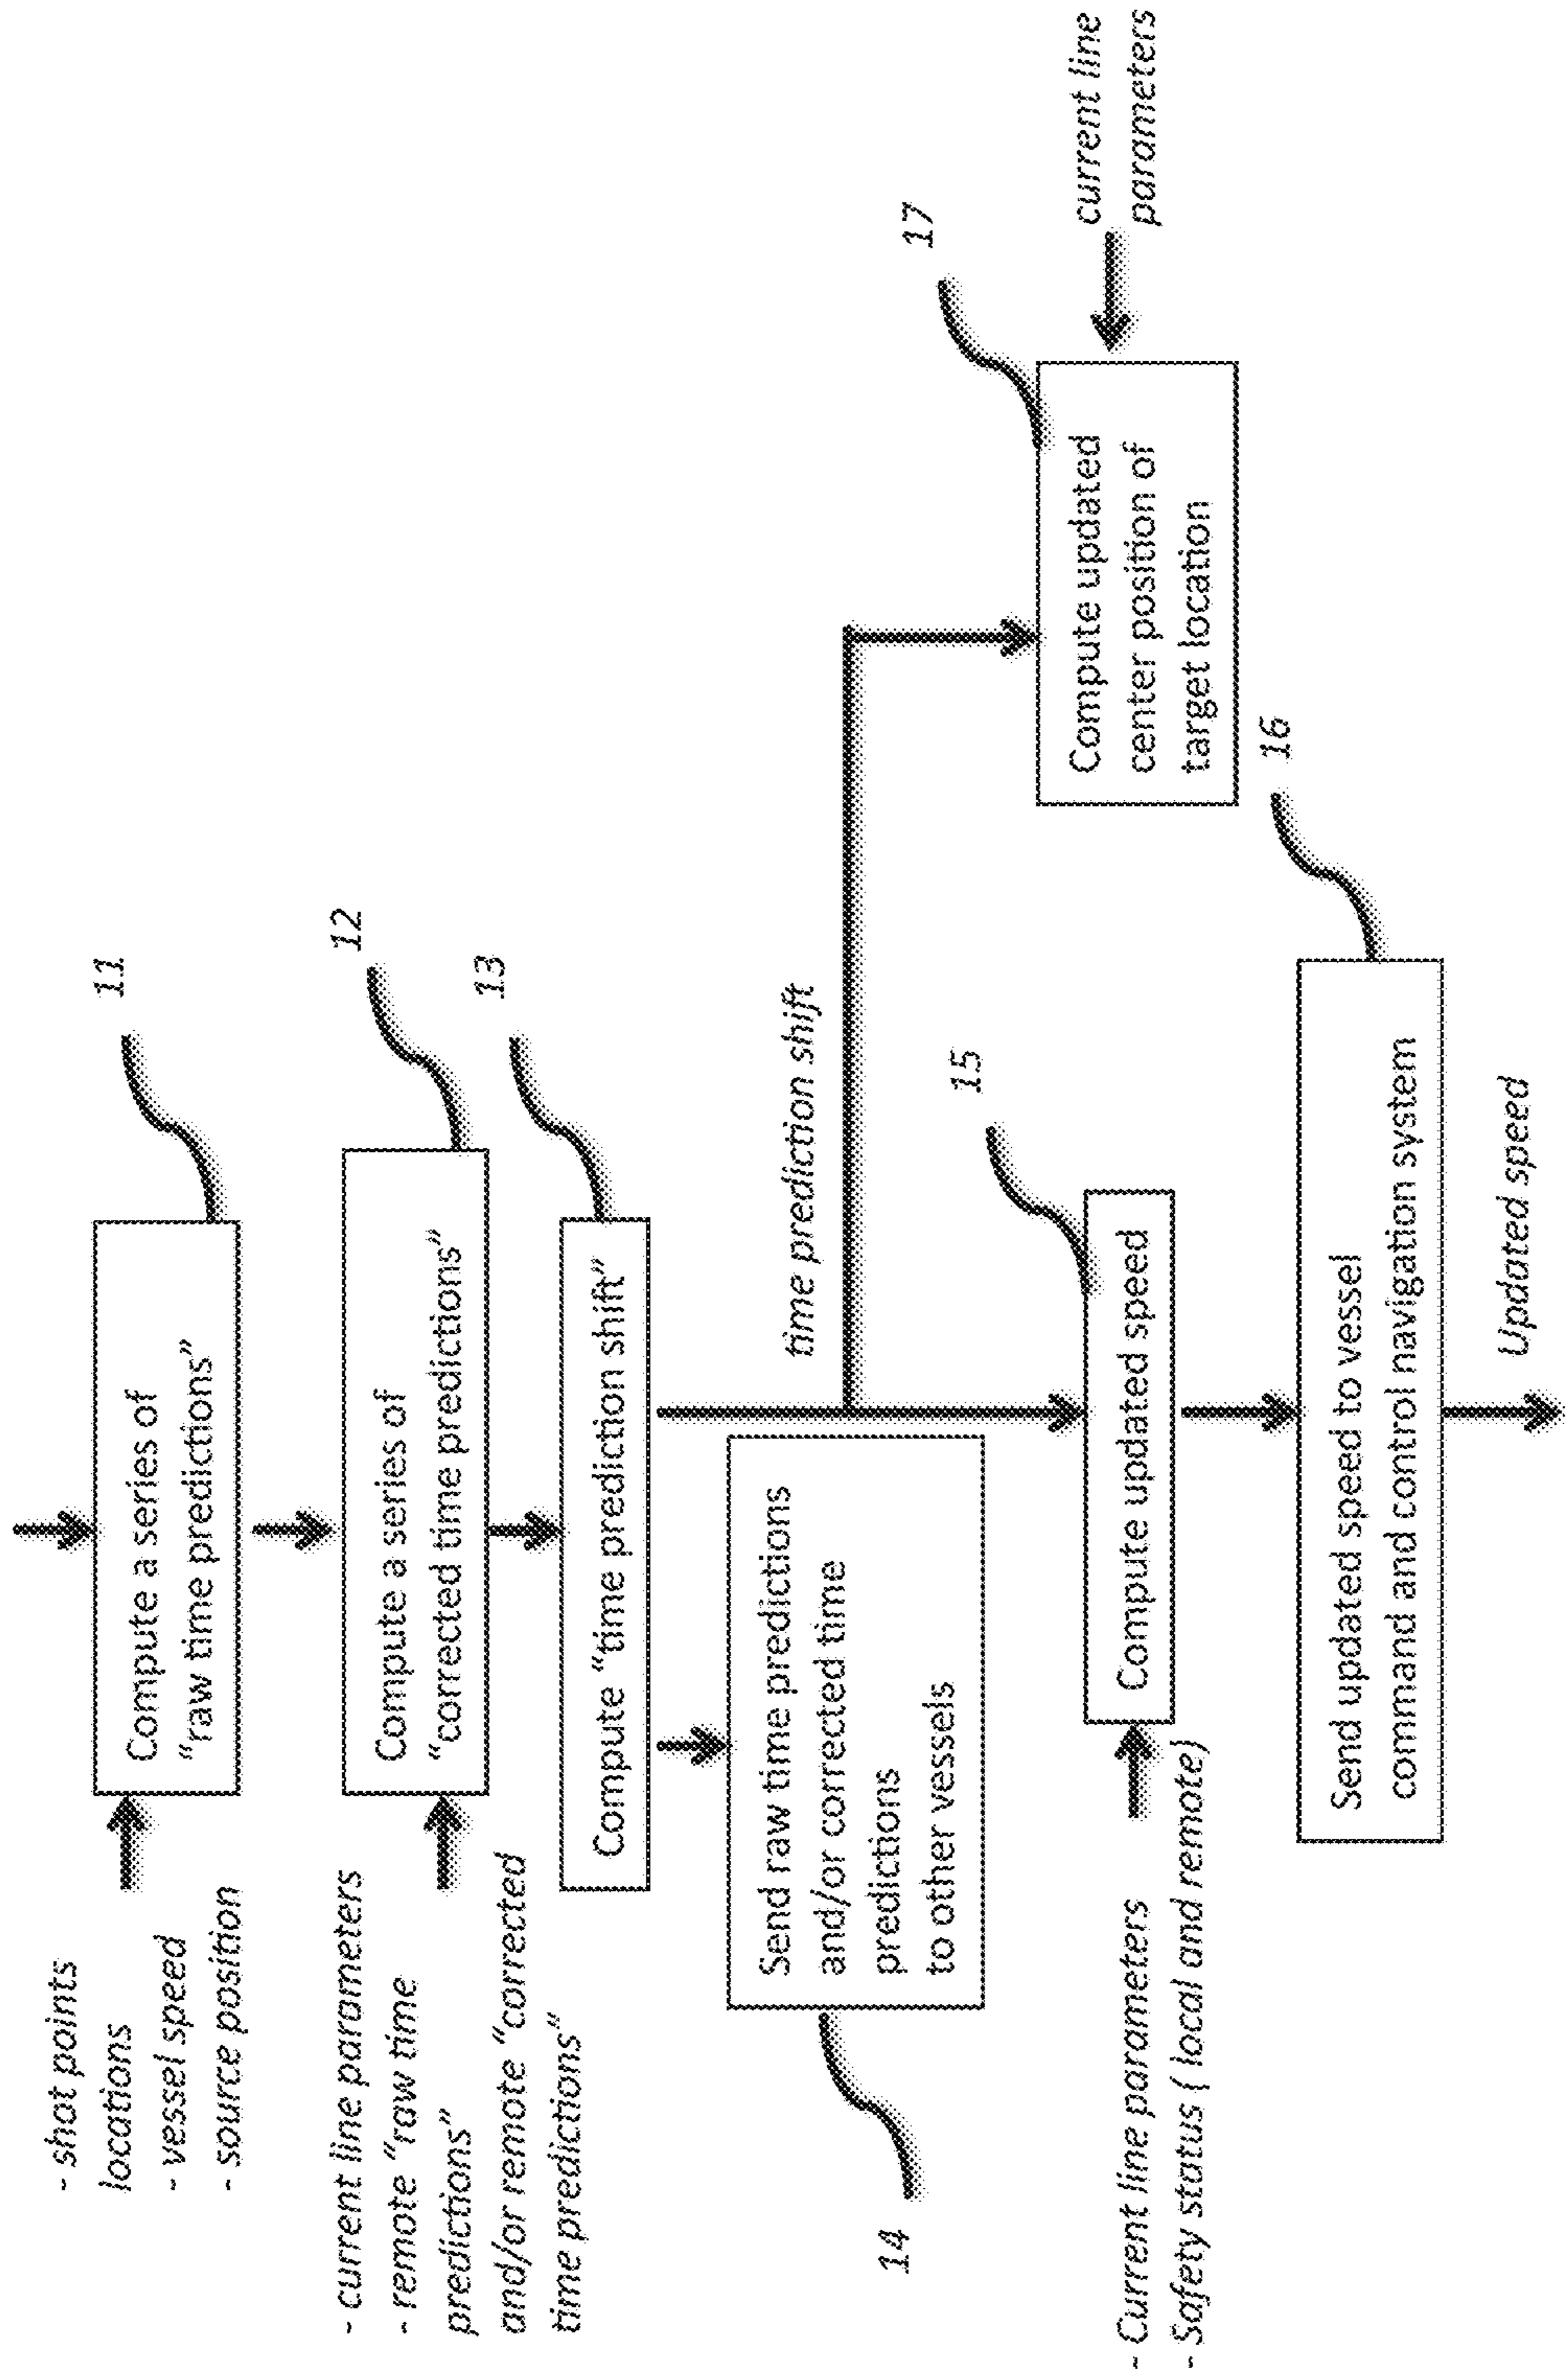 - shot points
locations
- vessel speed
- source position
Compute a series of
“raw time predictions”
11
- current line parameters
- remote “raw time
predictions”
and/or remote “corrected
time predictions”
Compute a series of
“corrected time predictions”
12
Compute “time prediction shift”
13
Send raw time predictions
and/or corrected time
predictions
to other vessels
14
time prediction shift
- Current line parameters
- Safety status ( local and remote)
Compute updated speed
15
Compute updated
center position of
target location
17
current line
parameters
Send updated speed to vessel
command and control navigation system
16
Updated speed